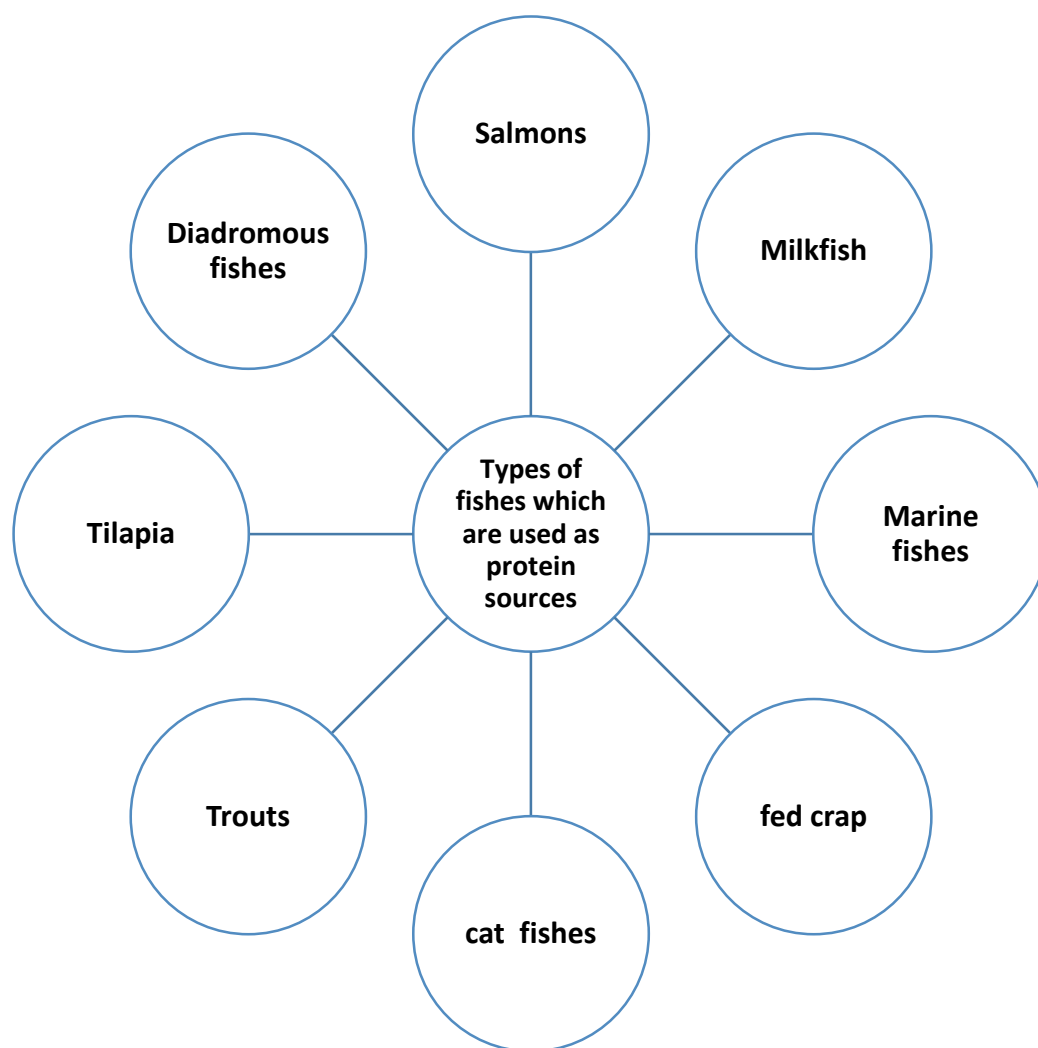 Salmons
Diadromous
fishes
Milkfish
Types of
fishes which
are used as
protein
sources
Tilapia
Marine
fishes
Trouts
fed crap
cat  fishes